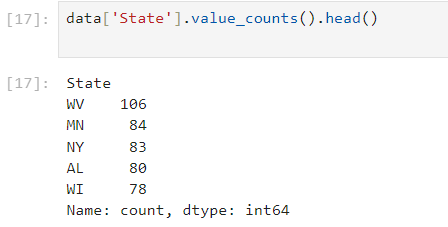 [17]: data['State'].value_counts().head()
[17]: State
WV    106
MN     84
NY     83
AL     80
WI     78
Name: count, dtype: int64